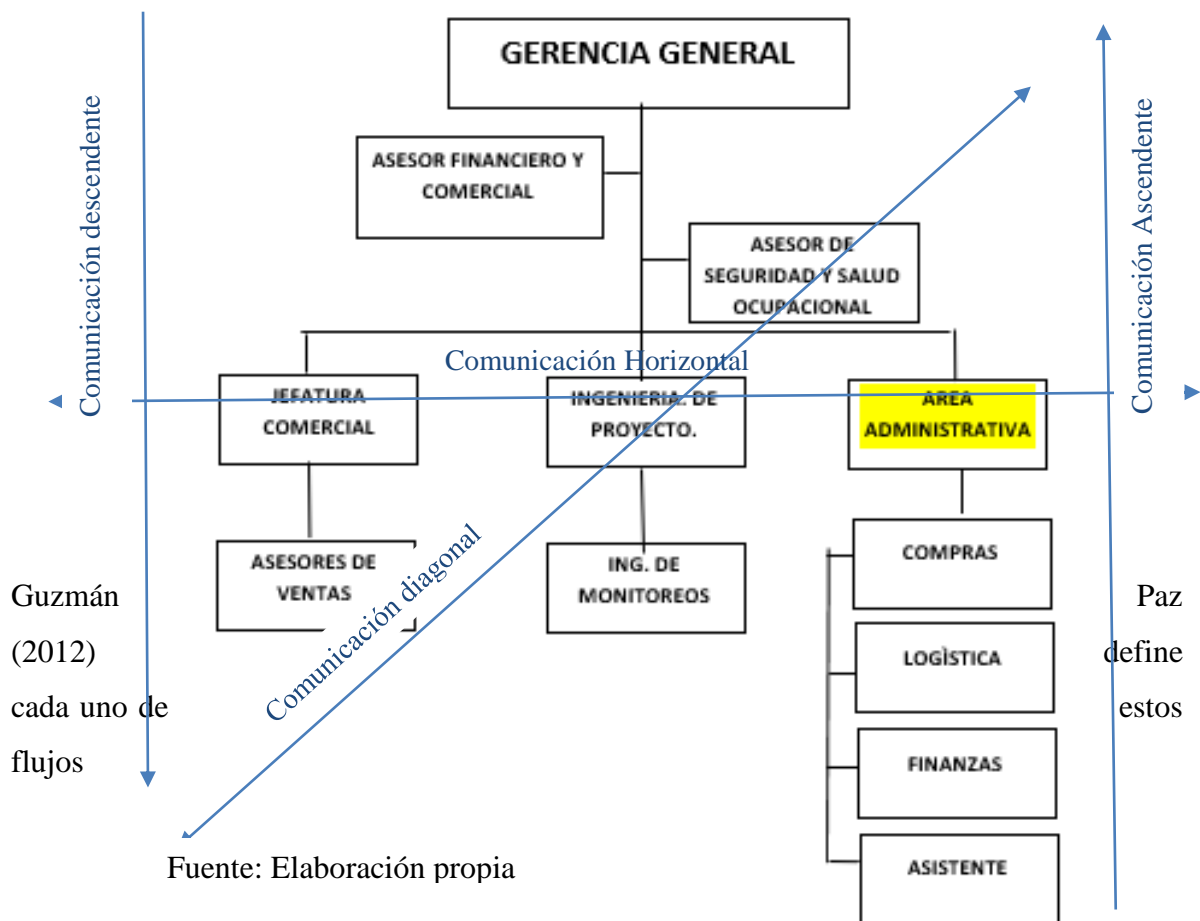 GERENCIA GENERAL
ASESOR FINANCIERO Y
COMERCIAL
ASESOR DE
SEGURIDAD Y SALUD
OCUPACIONAL
Comunicación descendente
Comunicación Ascendente
Comunicación Horizontal
JEFATURA
COMERCIAL
INGENIERIA. DE
PROYECTO.
AREA
ADMINISTRATIVA
ASESORES DE
VENTAS
ING. DE
MONITOREOS
COMPRAS
LOGÌSTICA
FINANZAS
ASISTENTE
Comunicación diagonal
Guzmán Paz
(2012) define
cada uno de estos
flujos
Fuente: Elaboración propia